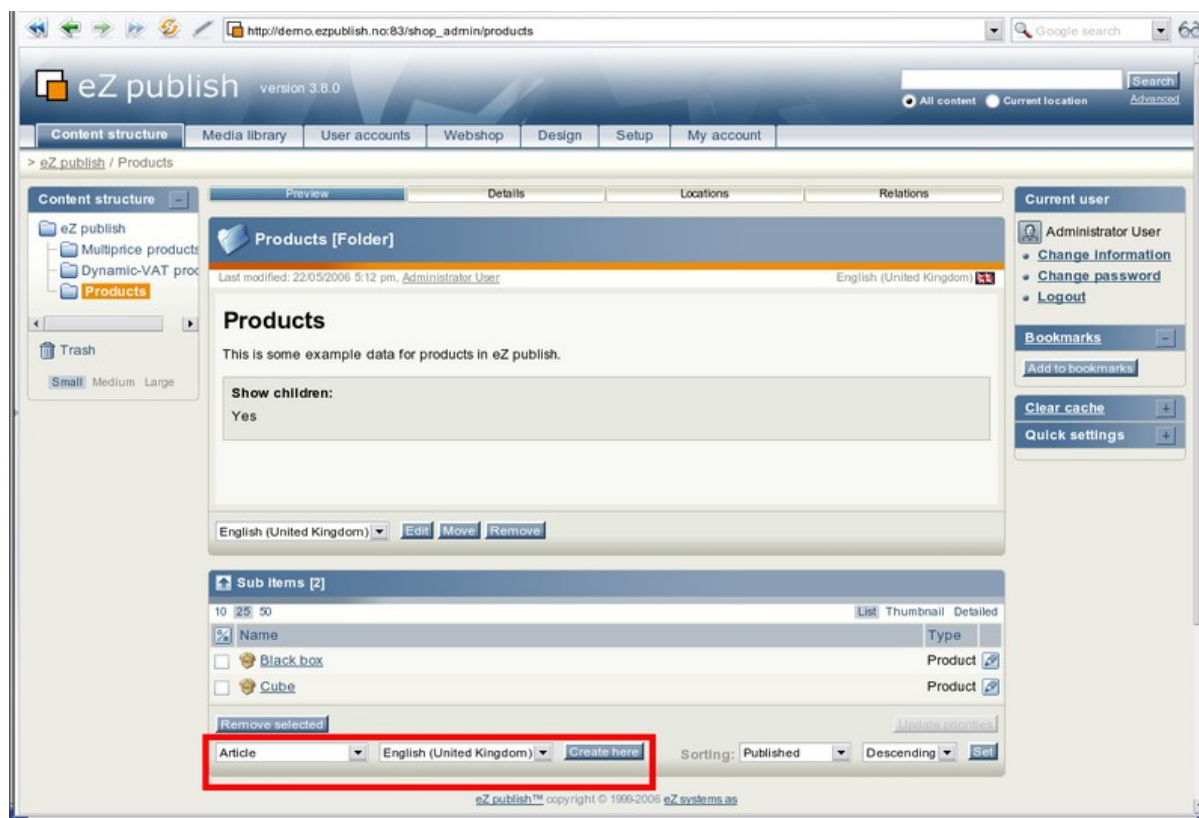 http://demo.ezpublish.no:83/shop_admin/products
Google search
eZ publish version 3.8.0
Search
All content Current location Advanced
Content structure Media library User accounts Webshop Design Setup My account
> eZ publish / Products
Content structure
eZ publish
Multiprice products
Dynamic-VAT prod
Products
Trash
Small Medium Large
Preview Details Locations Relations
Products [Folder]
Last modified: 22/05/2006 5:12 pm, Administrator User English (United Kingdom)
Products
This is some example data for products in eZ publish.
Show children:
Yes
English (United Kingdom) Edit Move Remove
Sub items [2]
10 25 50 List Thumbnail Detailed
Name Type
Black box Product
Cube Product
Remove selected Update priorities
Article English (United Kingdom) Create here Sorting: Published Descending Set
eZ publish™ copyright © 1999-2006 eZ systems as
Current user
Administrator User
Change information
Change password
Logout
Bookmarks
Add to bookmarks
Clear cache
Quick settings